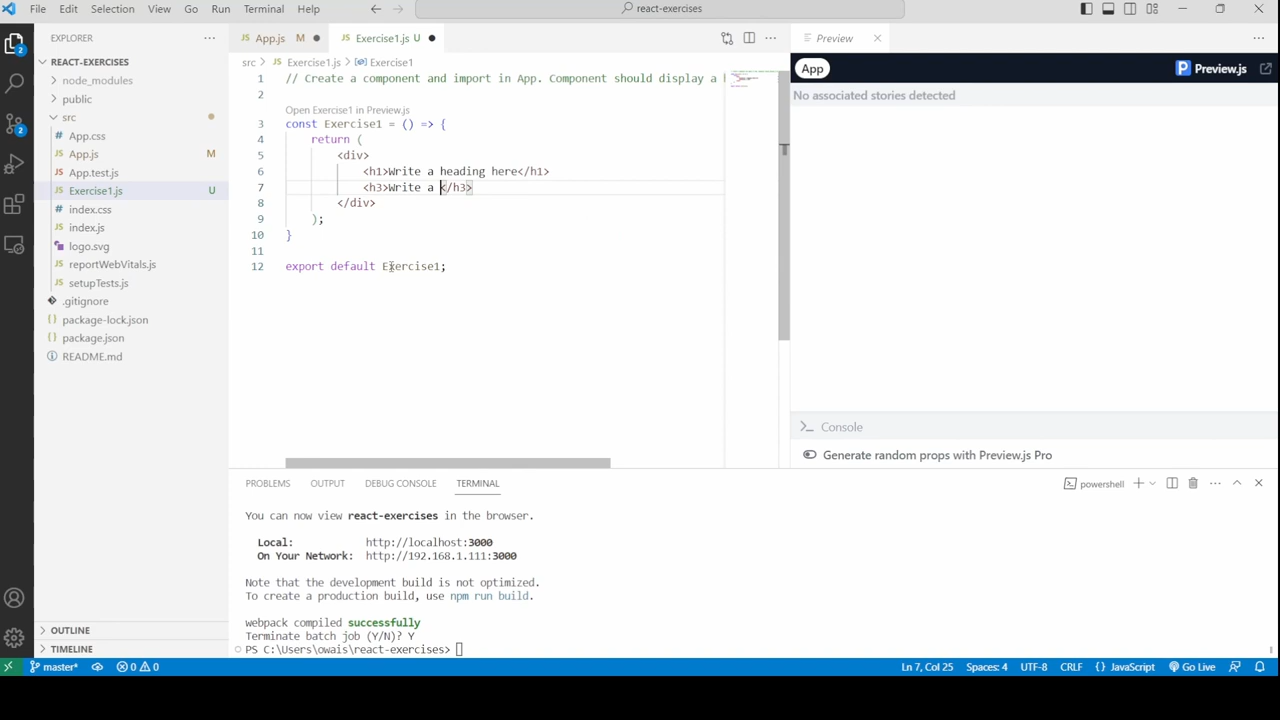 File Edit Selection View Go Run Terminal Help react-exercises
EXPLORER
REACT-EXERCISES
node_modules
public
src
App.css
App.js M
App.test.js
Exercise1.js U
index.css
index.js
logo.svg
reportWebVitals.js
setupTests.js
.gitignore
package-lock.json
package.json
README.md
OUTLINE
TIMELINE
App.js M
Exercise1.js U
src > Exercise1.js > Exercise1
1 // Create a component and import in App. Component should display a
2
Open Exercise1 in Preview.js
3 const Exercise1 = () => {
4 return (
5 <div>
6 <h1>Write a heading here</h1>
7 <h3>Write a </h3>
8 </div>
9 );
10 }
11
12 export default Exercise1;
Preview
App Preview.js
No associated stories detected
Console
Generate random props with Preview.js Pro
PROBLEMS OUTPUT DEBUG CONSOLE TERMINAL powershell
You can now view react-exercises in the browser.
Local: http://localhost:3000
On Your Network: http://192.168.1.111:3000
Note that the development build is not optimized.
To create a production build, use npm run build.
webpack compiled successfully
Terminate batch job (Y/N)? Y
PS C:\Users\owais\react-exercises>
master* 0 0 Ln 7, Col 25 Spaces: 4 UTF-8 CRLF {} JavaScript Go Live